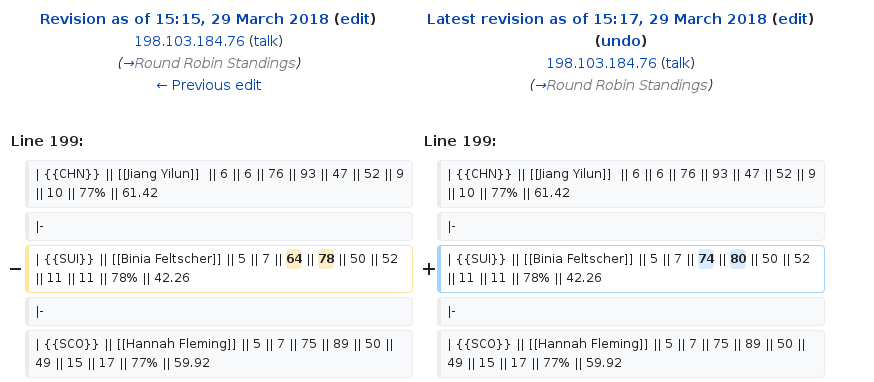 Revision as of 15:15, 29 March 2018 (edit)
198.103.184.76 (talk)
(→Round Robin Standings)
← Previous edit
Latest revision as of 15:17, 29 March 2018 (edit)
(undo)
198.103.184.76 (talk)
(→Round Robin Standings)
Line 199:
| {{CHN}} || [[Jiang Yilun]] || 6 || 6 || 76 || 93 || 47 || 52 || 9
|| 10 || 77% || 61.42
|-
− | {{SUI}} || [[Binia Feltscher]] || 5 || 7 || 64 || 78 || 50 || 52
|| 11 || 11 || 78% || 42.26
|-
| {{SCO}} || [[Hannah Fleming]] || 5 || 7 || 75 || 89 || 50 ||
49 || 15 || 17 || 77% || 59.92
Line 199:
| {{CHN}} || [[Jiang Yilun]] || 6 || 6 || 76 || 93 || 47 || 52 || 9
|| 10 || 77% || 61.42
|-
+ | {{SUI}} || [[Binia Feltscher]] || 5 || 7 || 74 || 80 || 50 || 52
|| 11 || 11 || 78% || 42.26
|-
| {{SCO}} || [[Hannah Fleming]] || 5 || 7 || 75 || 89 || 50 ||
49 || 15 || 17 || 77% || 59.92